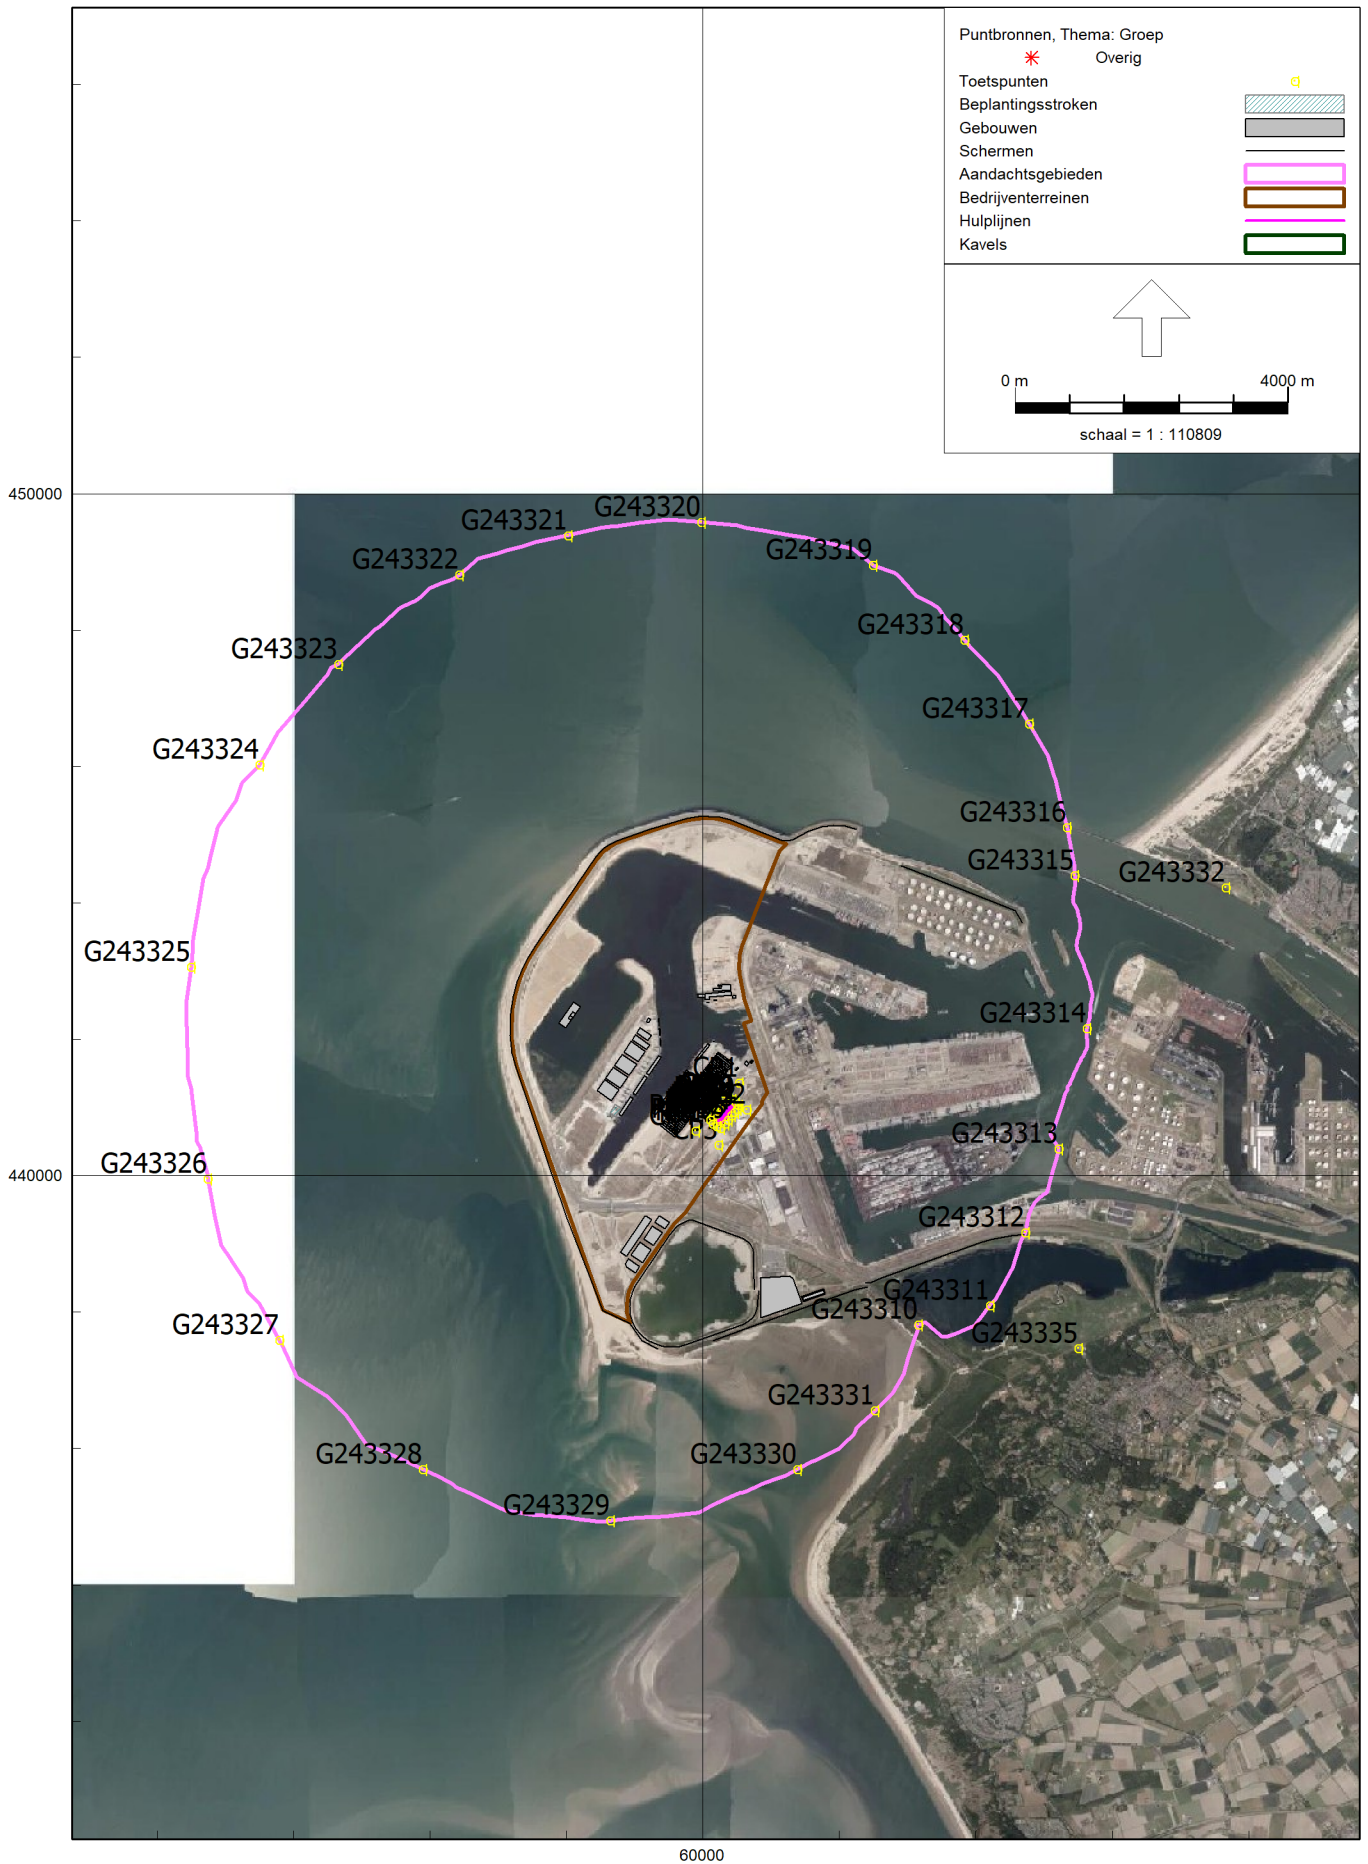 Puntbronnen, Thema: Groep
Overig
Toetspunten
Beplantingsstroken
Gebouwen
Schermen
Aandachtsgebieden
Bedrijventerreinen
Hulplijnen
Kavels
0 m 4000 m
schaal = 1 : 110809
450000
G243320
G243321
G243319
G243322
G243318
G243323
G243317
G243324
G243316
G243315
G243332
G243325
G243314
G243313
G243326
440000
G243312
G243311
G243310
G243327
G243335
G243331
G243330
G243328
G243329
60000